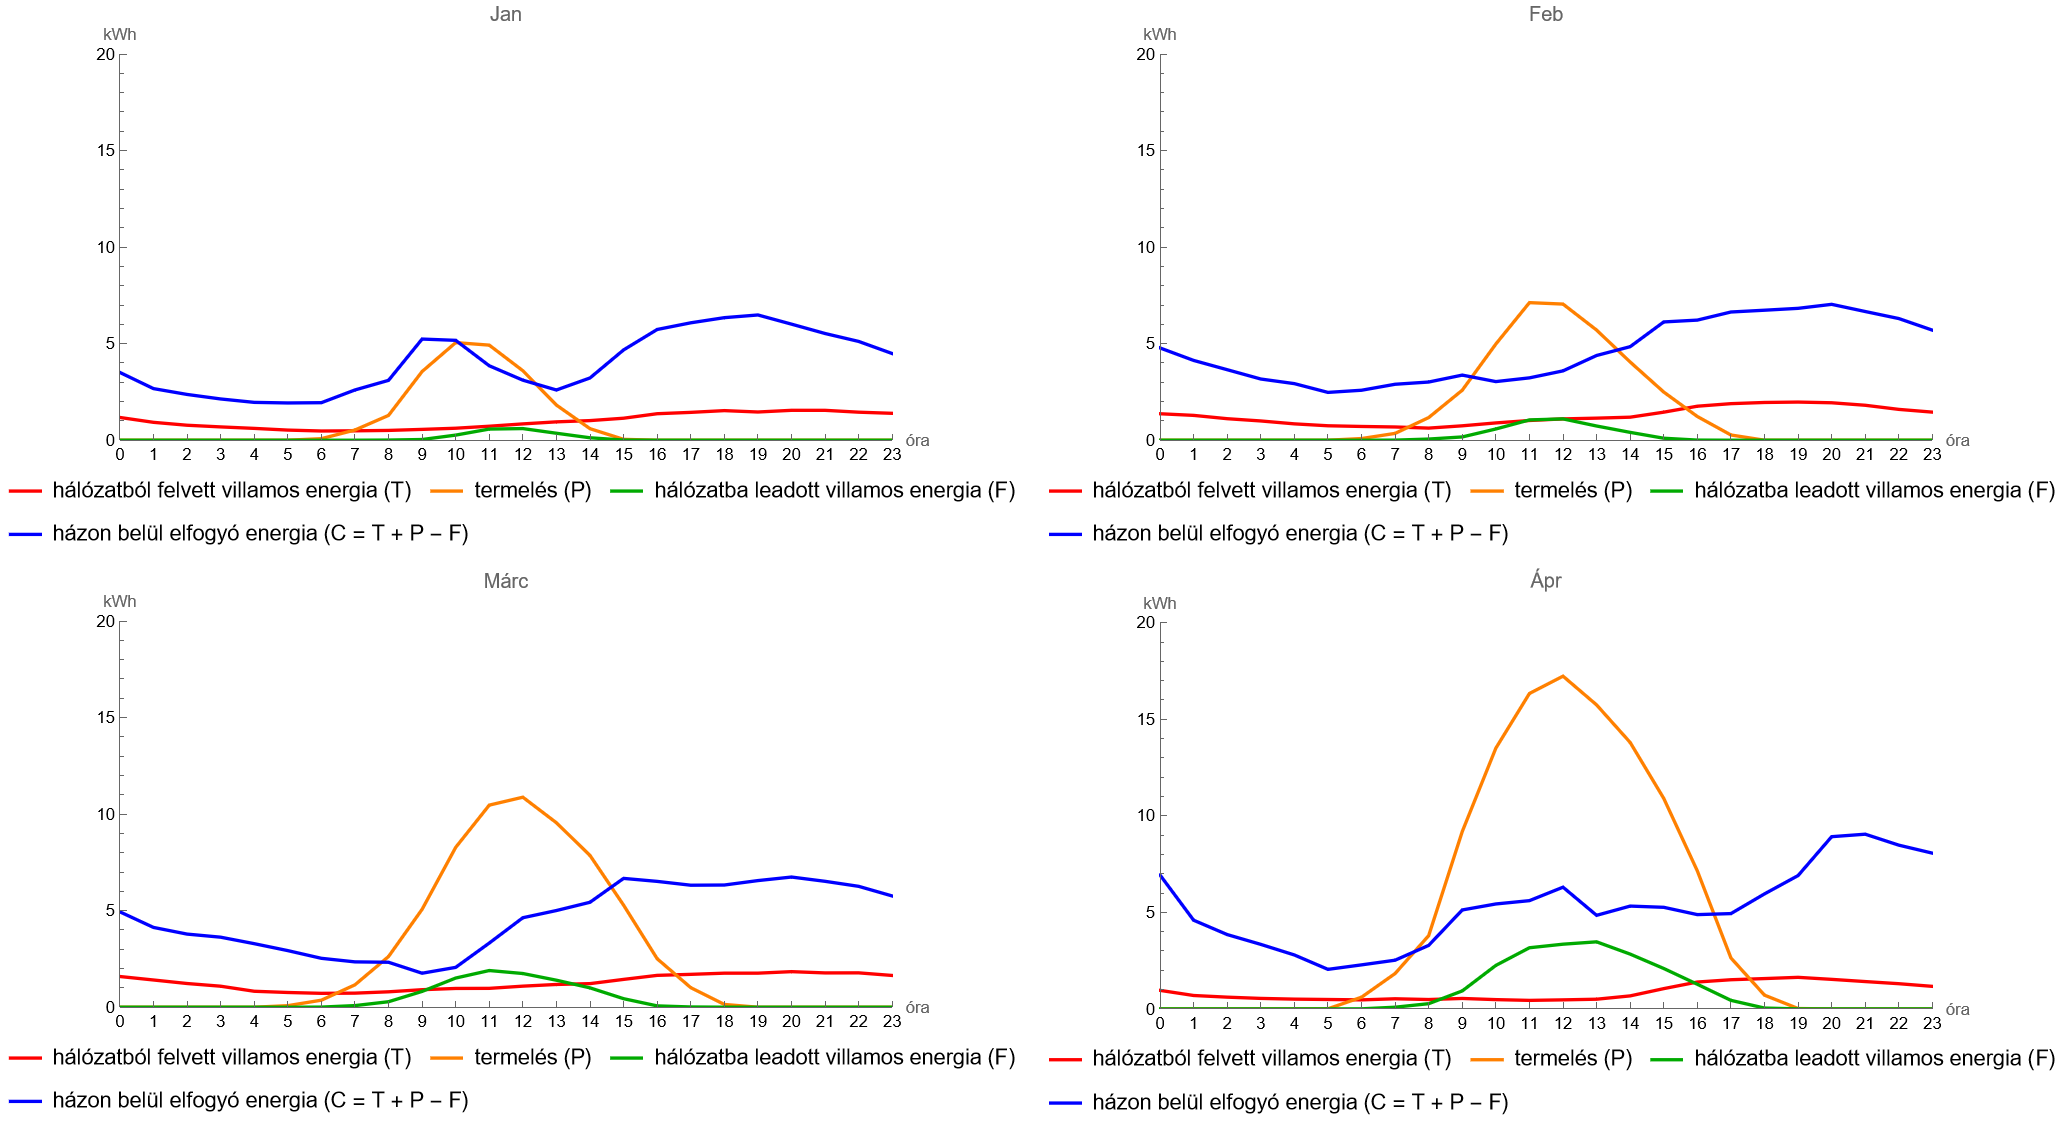 Jan
kWh
20
15
10
5
0
0 1 2 3 4 5 6 7 8 9 10 11 12 13 14 15 16 17 18 19 20 21 22 23
óra
hálózatból felvett villamos energia (T) termelés (P) hálózatba leadott villamos energia (F)
házon belül elfogyó energia (C = T + P − F)
Feb
kWh
20
15
10
5
0
0 1 2 3 4 5 6 7 8 9 10 11 12 13 14 15 16 17 18 19 20 21 22 23
óra
hálózatból felvett villamos energia (T) termelés (P) hálózatba leadott villamos energia (F)
házon belül elfogyó energia (C = T + P − F)
Márc
kWh
20
15
10
5
0
0 1 2 3 4 5 6 7 8 9 10 11 12 13 14 15 16 17 18 19 20 21 22 23
óra
hálózatból felvett villamos energia (T) termelés (P) hálózatba leadott villamos energia (F)
házon belül elfogyó energia (C = T + P − F)
Ápr
kWh
20
15
10
5
0
0 1 2 3 4 5 6 7 8 9 10 11 12 13 14 15 16 17 18 19 20 21 22 23
óra
hálózatból felvett villamos energia (T) termelés (P) hálózatba leadott villamos energia (F)
házon belül elfogyó energia (C = T + P − F)